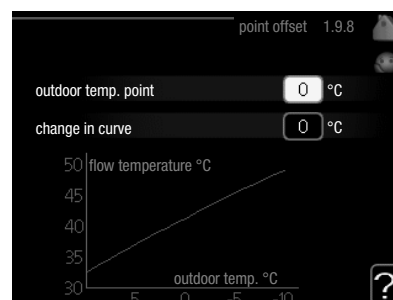 point offset 1.9.8
outdoor temp. point 0 °C
change in curve 0 °C
50 flow temperature °C
45
40
35
outdoor temp. °C
30 5 0 -5 -10
?